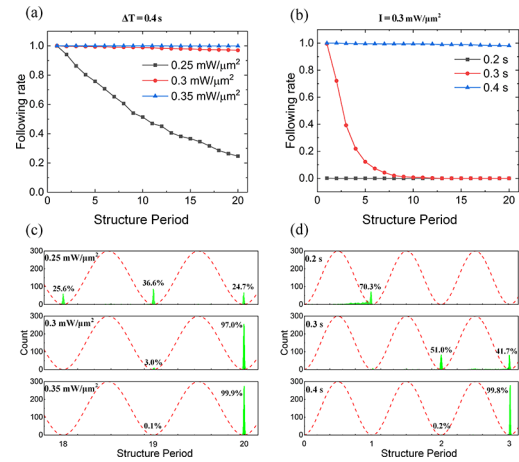 (a)
ΔT = 0.4 s
Following rate
1.0
0.8
0.6
0.4
0.2
0.0
0.25 mW/μm²
0.3 mW/μm²
0.35 mW/μm²
0
5
10
15
20
Structure Period
(b)
I = 0.3 mW/μm²
Following rate
1.0
0.8
0.6
0.4
0.2
0.0
0.2 s
0.3 s
0.4 s
0
5
10
15
20
Structure Period
(c)
Count
300
200
100
0
0.25 mW/μm²
25.6%
36.6%
24.7%
300
200
100
0
0.3 mW/μm²
3.0%
97.0%
300
200
100
0
0.35 mW/μm²
0.1%
99.9%
18
19
20
Structure Period
(d)
Count
300
200
100
0
0.2 s
70.3%
300
200
100
0
0.3 s
51.0%
41.7%
300
200
100
0
0.4 s
0.2%
99.8%
0
1
2
3
Structure Period